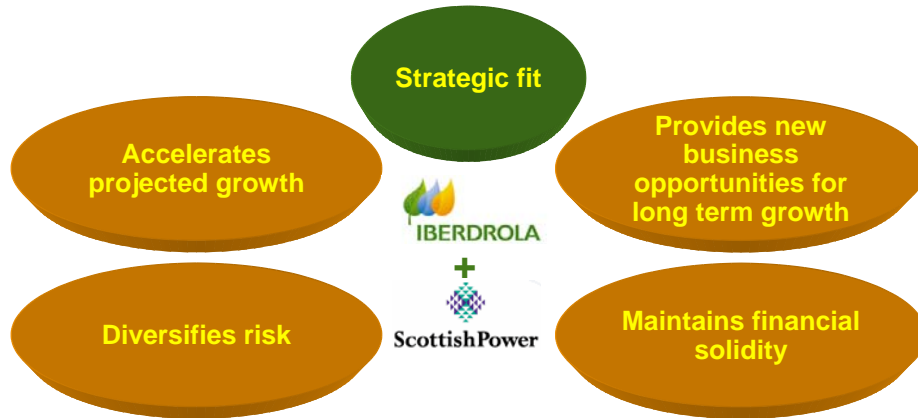 Strategic fit
Accelerates
projected growth
Provides new
business
opportunities for
long term growth
IBERDROLA
+
ScottishPower
Diversifies risk
Maintains financial
solidity